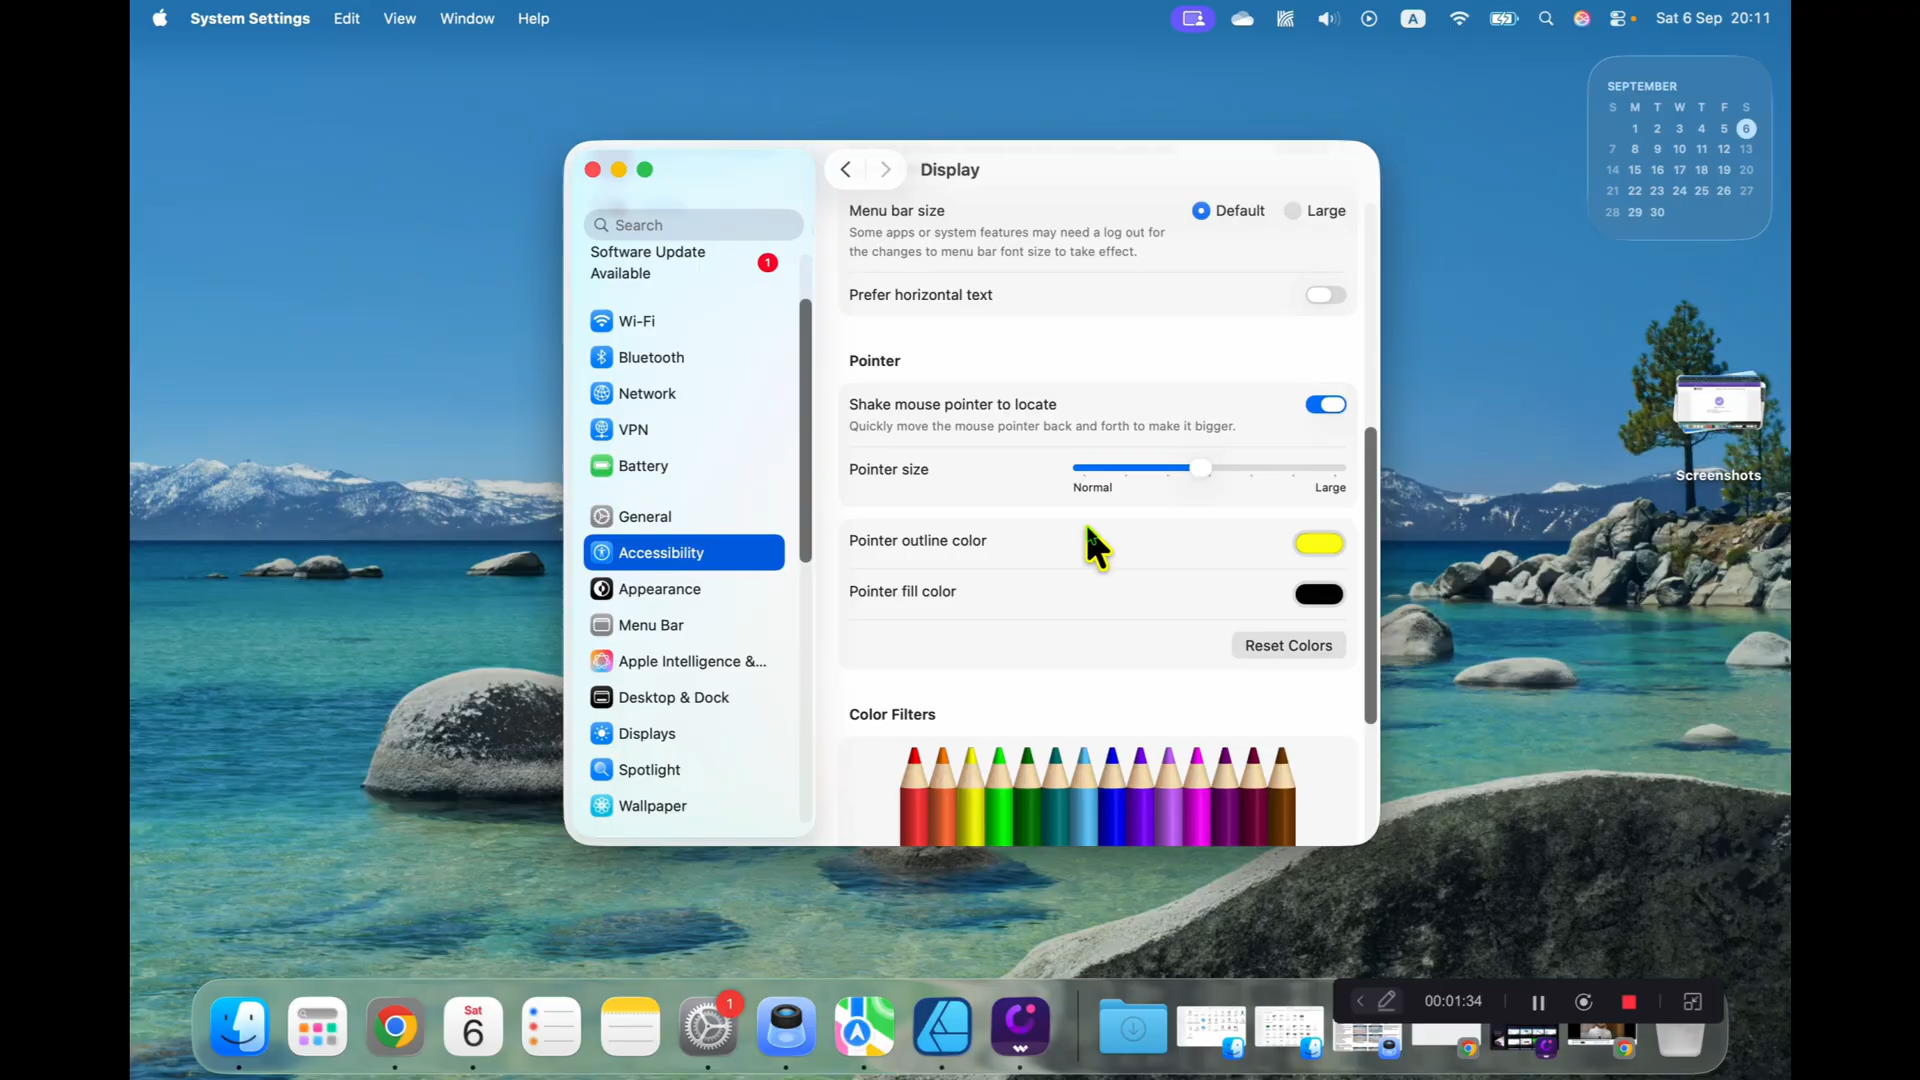 System Settings Edit View Window Help
A
Sat 6 Sep 20:11
SEPTEMBER
S M T W T F S
1 2 3 4 5 6
7 8 9 10 11 12 13
14 15 16 17 18 19 20
21 22 23 24 25 26 27
28 29 30
Screenshots
Search
Software Update
Available
1
Wi-Fi
Bluetooth
Network
VPN
Battery
General
Accessibility
Appearance
Menu Bar
Apple Intelligence &...
Desktop & Dock
Displays
Spotlight
Wallpaper
Display
Menu bar size
Default
Large
Some apps or system features may need a log out for
the changes to menu bar font size to take effect.
Prefer horizontal text
Pointer
Shake mouse pointer to locate
Quickly move the mouse pointer back and forth to make it bigger.
Pointer size
Normal
Large
Pointer outline color
Pointer fill color
Reset Colors
Color Filters
Sat
6
1
00:01:34